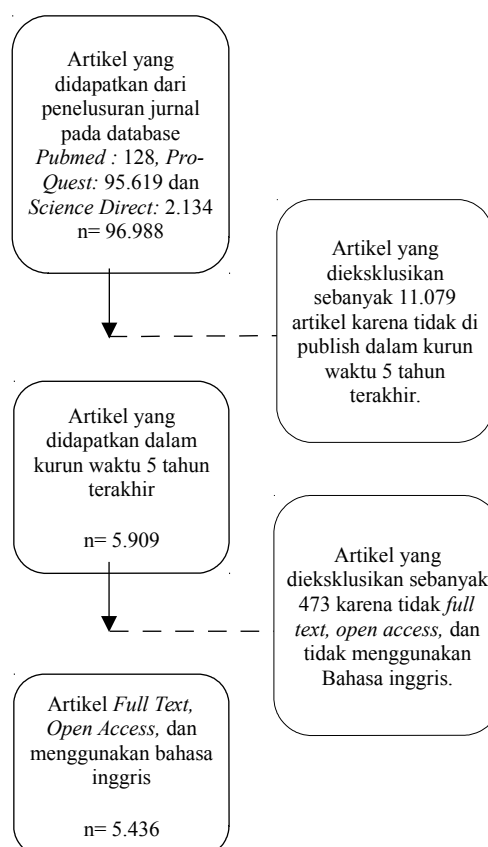 Artikel yang
didapatkan dari
penelusuran jurnal
pada database
Pubmed : 128, Pro-
Quest: 95.619 dan
Science Direct: 2.134
n= 96.988
Artikel yang
dieksklusikan
sebanyak 11.079
artikel karena tidak di
publish dalam kurun
waktu 5 tahun
terakhir.
Artikel yang
didapatkan dalam
kurun waktu 5 tahun
terakhir
n= 5.909
Artikel yang
dieksklusikan sebanyak
473 karena tidak full
text, open access, dan
tidak menggunakan
Bahasa inggris.
Artikel Full Text,
Open Access, dan
menggunakan bahasa
inggris
n= 5.436